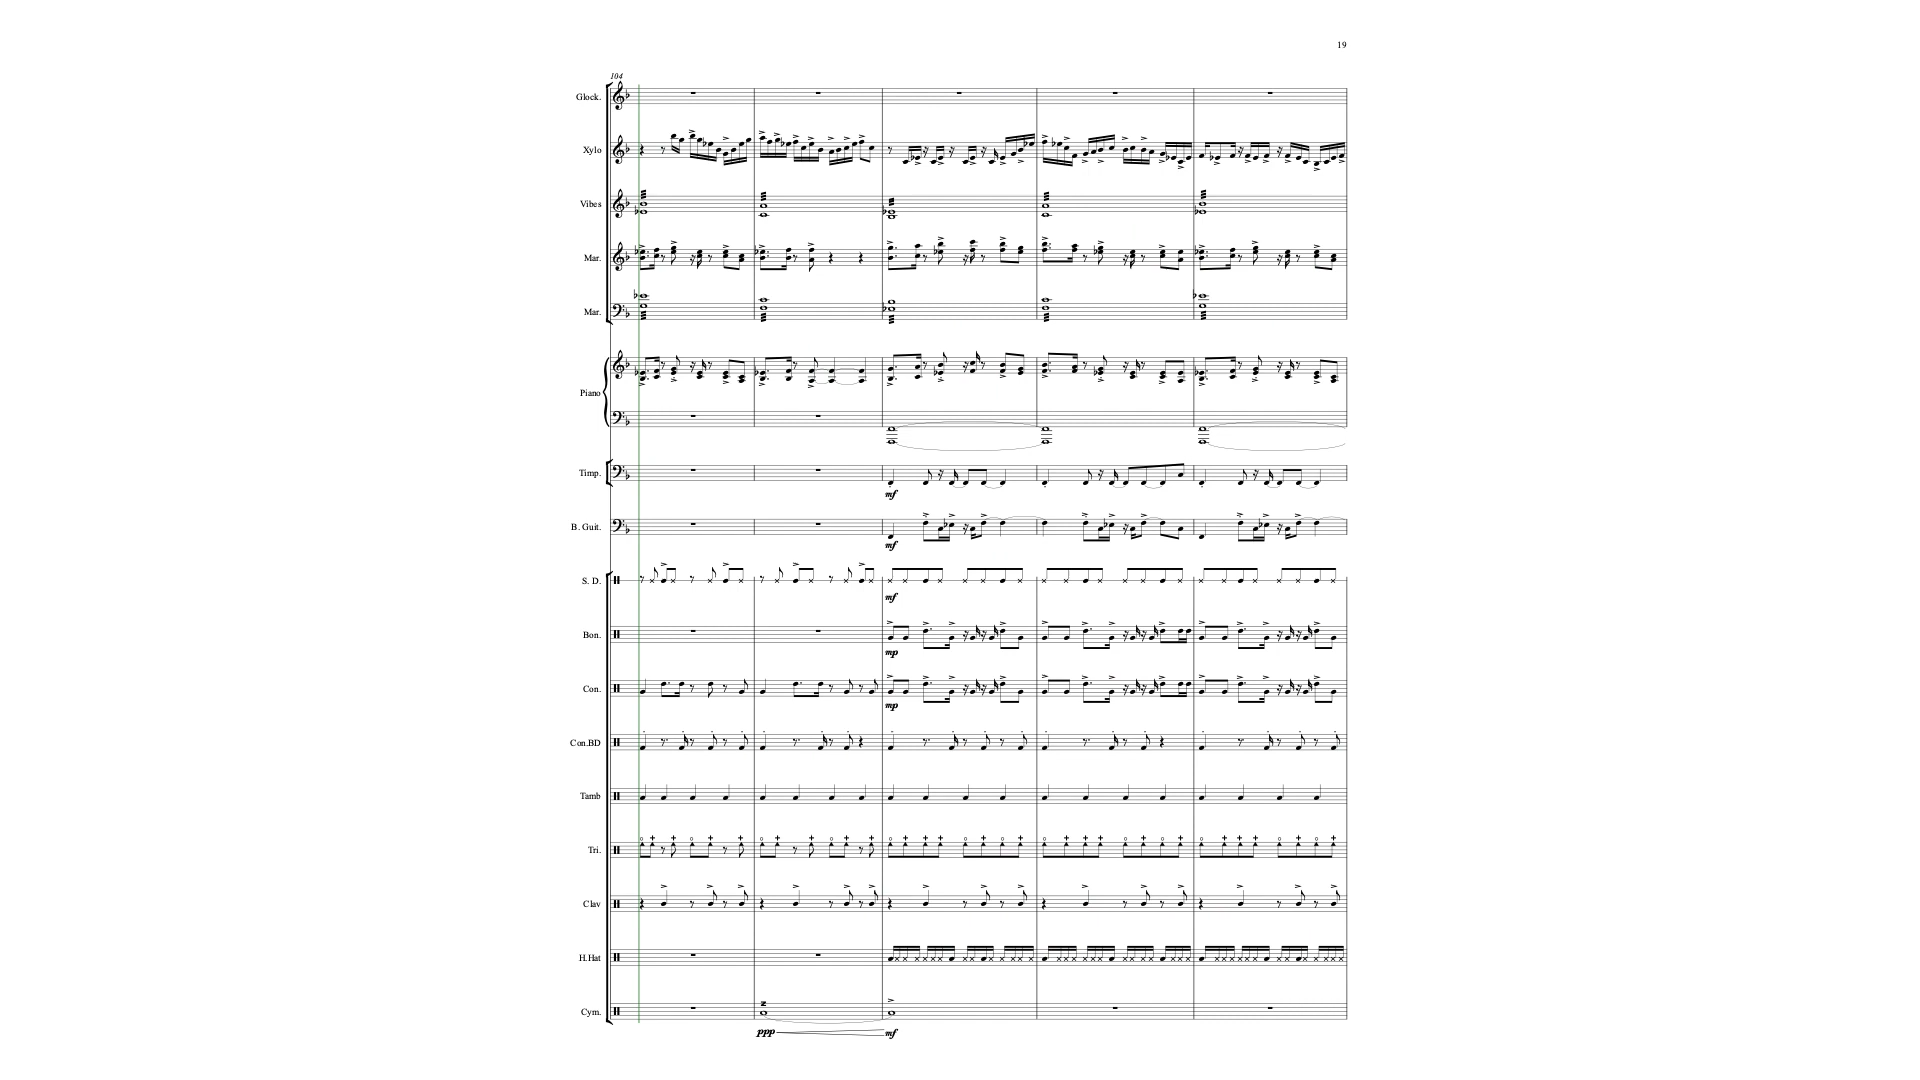 19
104
Glock.
Xylo
Vibes
Mar.
Mar.
Piano
Timp.
mf
B. Guit.
mf
S. D.
mf
Bon.
mp
Con.
mp
Con.BD
Tamb
Tri.
Clav
H.Hat
Cym.
ppp mf